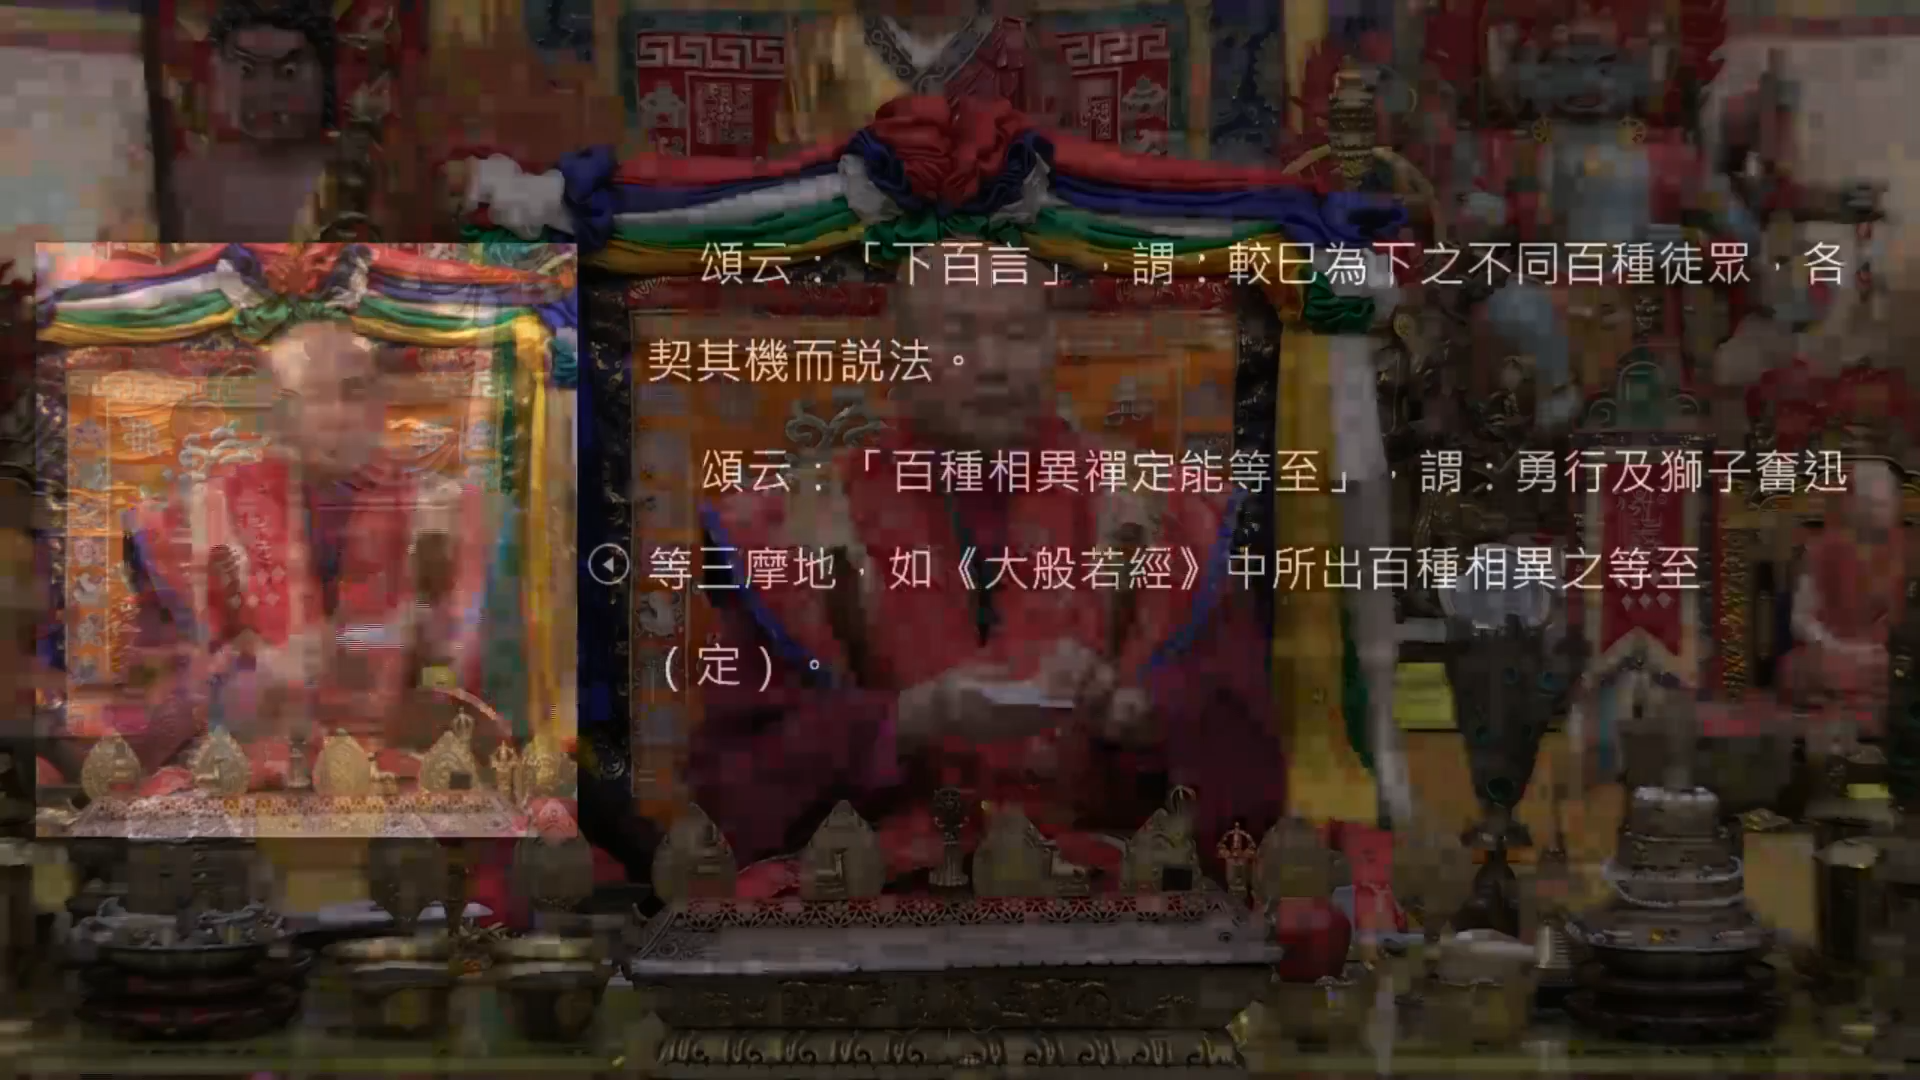 頌云：「下百言」，謂：較已為下之不同百種徒眾，各
契其機而説法。
頌云：「百種相異禪定能等至」，謂：勇行及獅子奮迅
等三摩地，如《大般若經》中所出百種相異之等至
（定）。